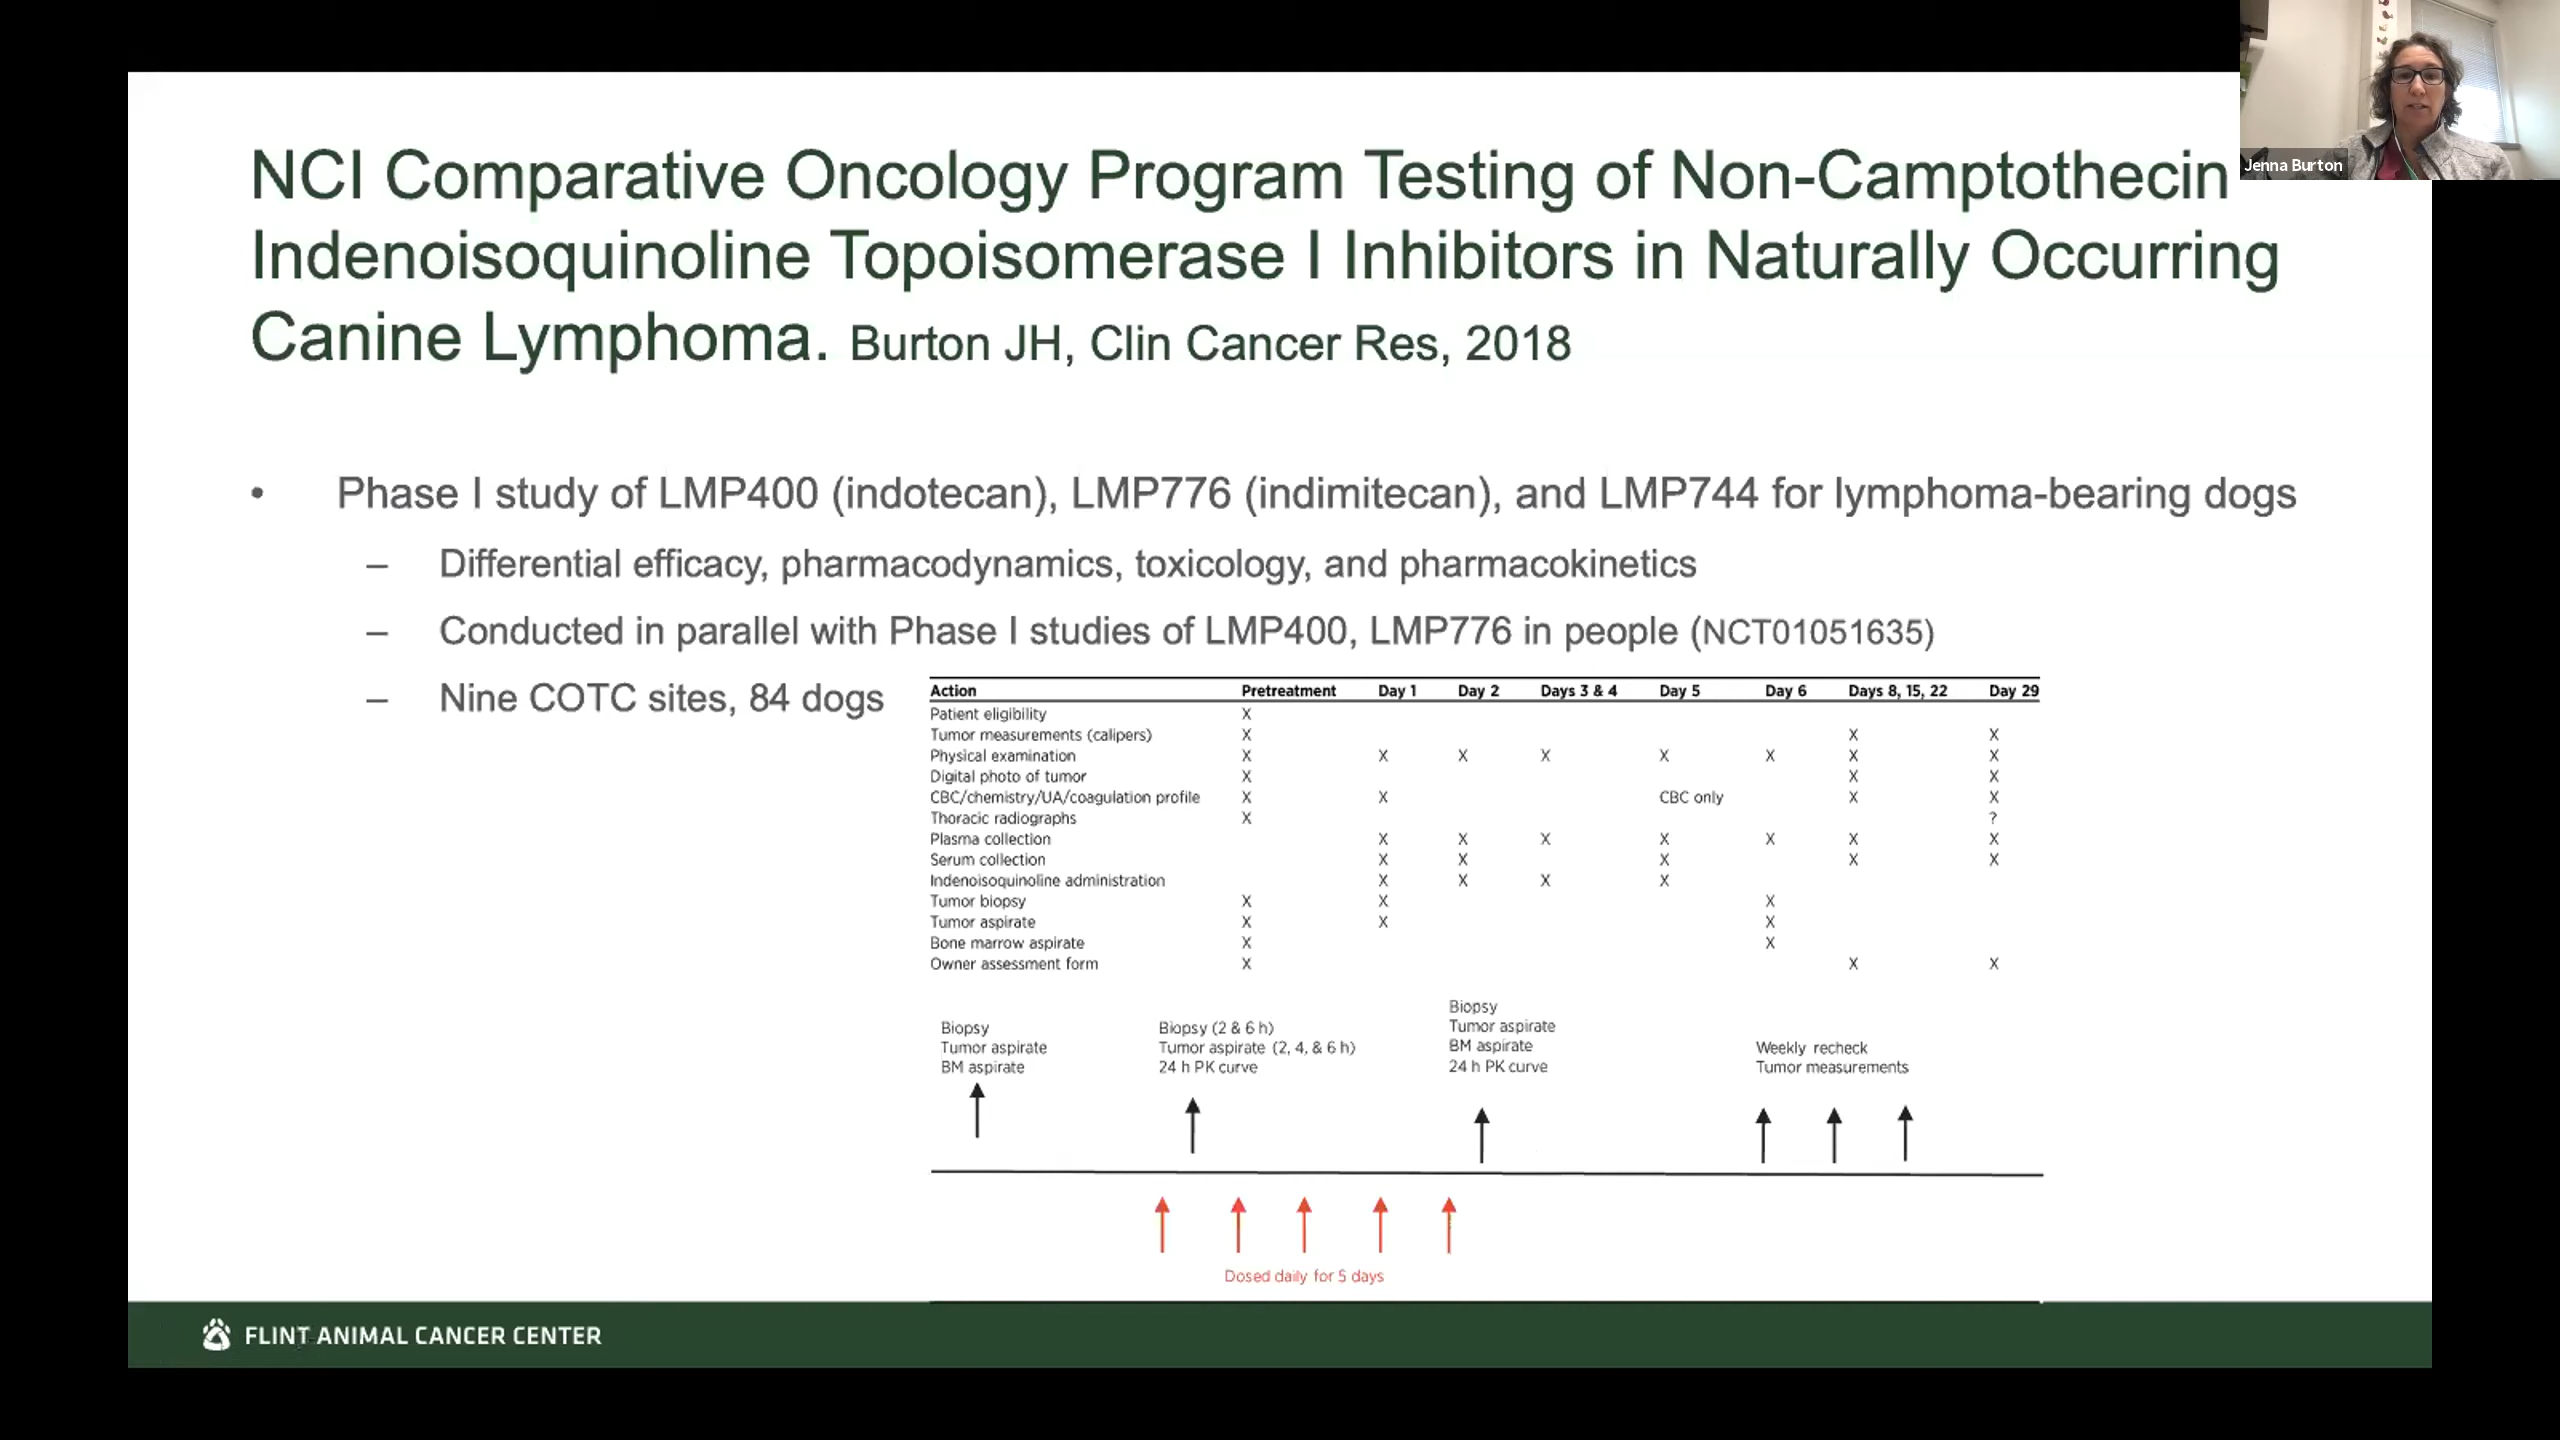 Jenna Burton
NCI Comparative Oncology Program Testing of Non-Camptothecin
Indenoisoquinoline Topoisomerase I Inhibitors in Naturally Occurring
Canine Lymphoma. Burton JH, Clin Cancer Res, 2018
• Phase I study of LMP400 (indotecan), LMP776 (indimitecan), and LMP744 for lymphoma-bearing dogs
– Differential efficacy, pharmacodynamics, toxicology, and pharmacokinetics
– Conducted in parallel with Phase I studies of LMP400, LMP776 in people (NCT01051635)
– Nine COTC sites, 84 dogs
Action Pretreatment Day 1 Day 2 Days 3 & 4 Day 5 Day 6 Days 8, 15, 22 Day 29
Patient eligibility X
Tumor measurements (calipers) X X X
Physical examination X X X X X X X X
Digital photo of tumor X X X
CBC/chemistry/UA/coagulation profile X X CBC only X X
Thoracic radiographs X ?
Plasma collection X X X X X X X
Serum collection X X X X X
Indenoisoquinoline administration X X X X
Tumor biopsy X X X
Tumor aspirate X X X
Bone marrow aspirate X X
Owner assessment form X X X
Biopsy
Tumor aspirate
BM aspirate
Biopsy (2 & 6 h)
Tumor aspirate (2, 4, & 6 h)
24 h PK curve
Biopsy
Tumor aspirate
BM aspirate
24 h PK curve
Weekly recheck
Tumor measurements
Dosed daily for 5 days
FLINT ANIMAL CANCER CENTER